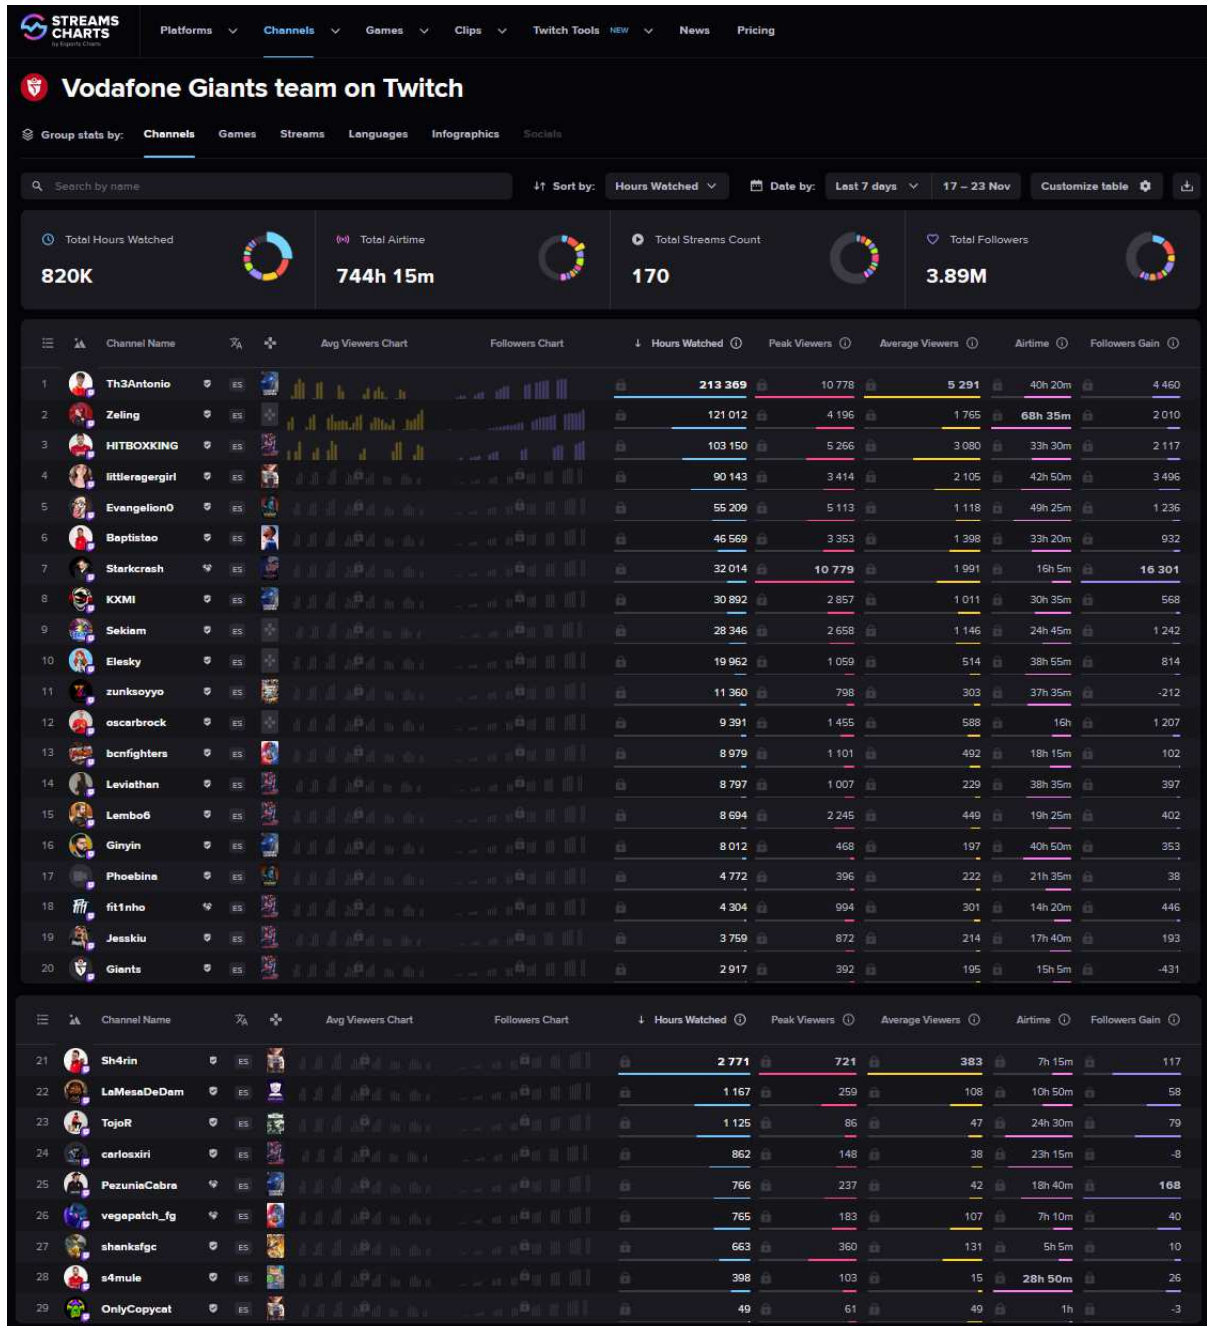 STREAMS CHARTS by Esports Charts Platforms Channels Games Clips Twitch Tools NEW News Pricing
Vodafone Giants team on Twitch
Group stats by: Channels Games Streams Languages Infographics Socials
Search by name Sort by: Hours Watched Date by: Last 7 days 17 – 23 Nov Customize table
Total Hours Watched Total Airtime Total Streams Count Total Followers
820K 744h 15m 170 3.89M
Channel Name Avg Viewers Chart Followers Chart Hours Watched Peak Viewers Average Viewers Airtime Followers Gain
1 Th3Antonio ES 213 369 10 778 5 291 40h 20m 4 460
2 Zeling ES 121 012 4 196 1 765 68h 35m 2 010
3 HITBOXKING ES 103 150 5 266 3 080 33h 30m 2 117
4 littleragergirl ES 90 143 3 414 2 105 42h 50m 3 496
5 Evangelion0 ES 55 209 5 113 1 118 49h 25m 1 236
6 Baptistao ES 46 569 3 353 1 398 33h 20m 932
7 Starkcrash ES 32 014 10 779 1 991 16h 5m 16 301
8 KXMI ES 30 892 2 857 1 011 30h 35m 568
9 Sekiam ES 28 346 2 658 1 146 24h 45m 1 242
10 Elesky ES 19 962 1 059 514 38h 55m 814
11 zunksoyyo ES 11 360 798 303 37h 35m -212
12 oscarbrock ES 9 391 1 455 588 16h 1 207
13 bcnfighters ES 8 979 1 101 492 18h 15m 102
14 Leviathan ES 8 797 1 007 229 38h 35m 397
15 Lembo6 ES 8 694 2 245 449 19h 25m 402
16 Ginyin ES 8 012 468 197 40h 50m 353
17 Phoebina ES 4 772 396 222 21h 35m 38
18 fit1nho ES 4 304 994 301 14h 20m 446
19 Jesskiu ES 3 759 872 214 17h 40m 193
20 Giants ES 2 917 392 195 15h 5m -431
Channel Name Avg Viewers Chart Followers Chart Hours Watched Peak Viewers Average Viewers Airtime Followers Gain
21 Sh4rin ES 2 771 721 383 7h 15m 117
22 LaMesaDeDam ES 1 167 259 108 10h 50m 58
23 TojoR ES 1 125 86 47 24h 30m 79
24 carlosxiri ES 862 148 38 23h 15m -8
25 PezuniaCabra ES 766 237 42 18h 40m 168
26 vegapatch_fg ES 765 183 107 7h 10m 40
27 shanksfgc ES 663 360 131 5h 5m 10
28 s4mule ES 398 103 15 28h 50m 26
29 OnlyCopycat ES 49 61 49 1h -3